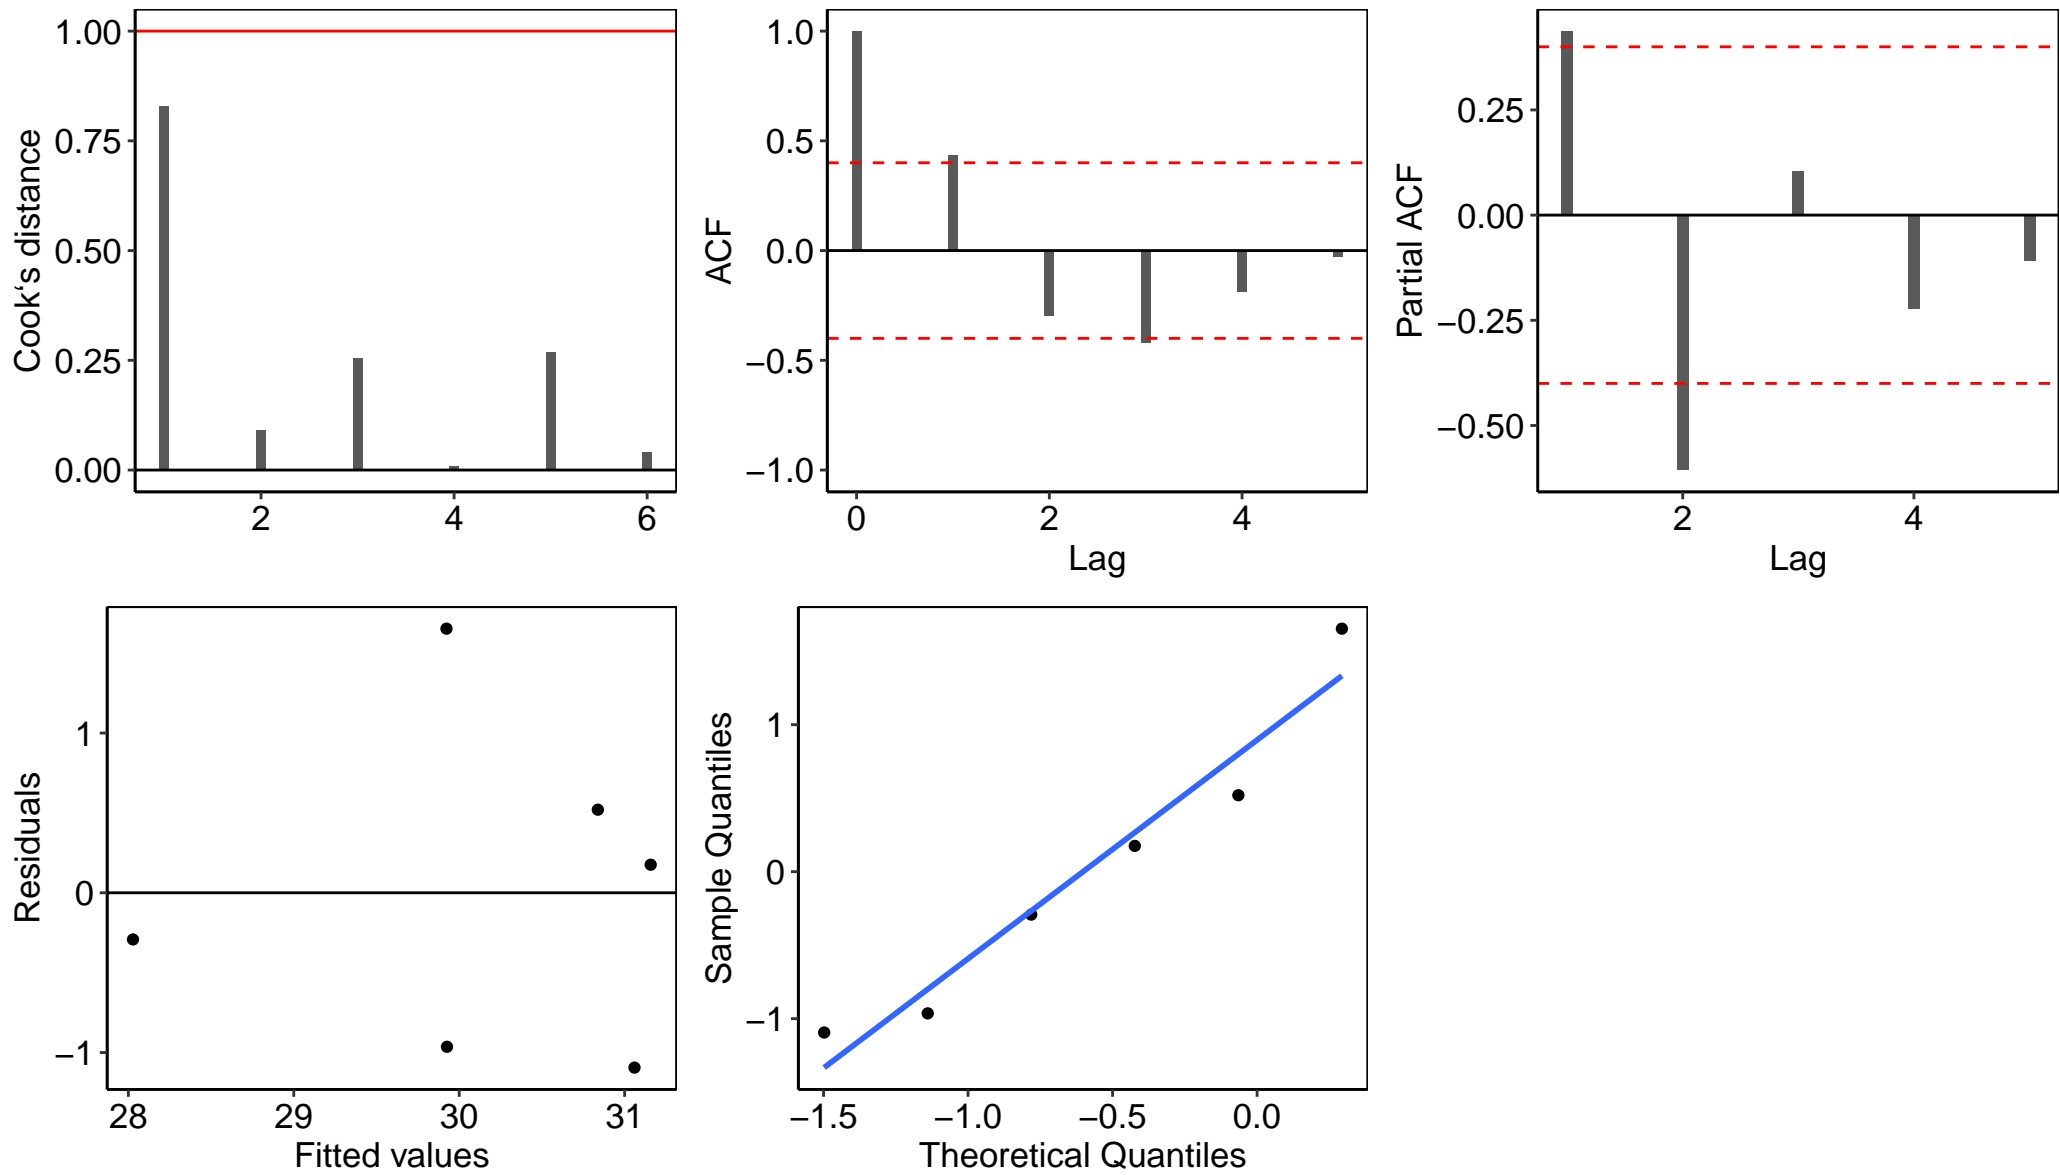 Cook‘s distance
1.00
0.75
0.50
0.25
0.00
2 4 6
ACF
1.0
0.5
0.0
−0.5
−1.0
0 2 4
Lag
Partial ACF
0.25
0.00
−0.25
−0.50
2 4
Lag
Residuals
1
0
−1
28 29 30 31
Fitted values
Sample Quantiles
1
0
−1
−1.5 −1.0 −0.5 0.0
Theoretical Quantiles